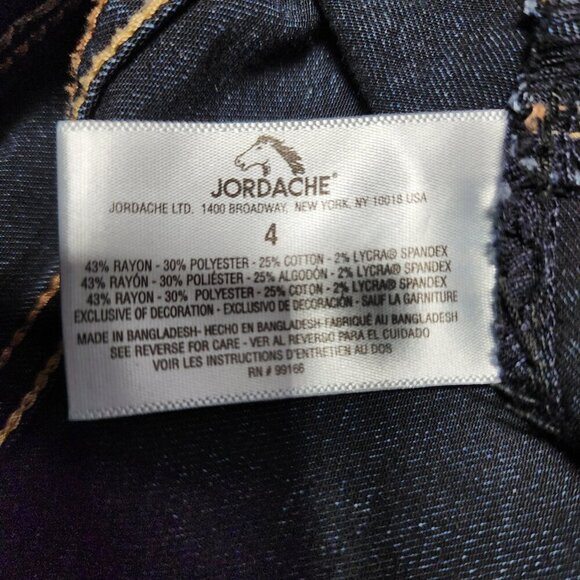 JORDACHE®
JORDACHE LTD. 1400 BROADWAY, NEW YORK, NY 10018 USA
4
43% RAYON - 30% POLYESTER - 25% COTTON - 2% LYCRA® SPANDEX
43% RAYON - 30% POLIÉSTER - 25% ALGODÓN - 2% LYCRA® SPANDEX
43% RAYON - 30% POLYESTER - 25% COTON - 2% LYCRA® SPANDEX
EXCLUSIVE OF DECORATION - EXCLUSIVO DE DECORACIÓN - SAUF LA GARNITURE
MADE IN BANGLADESH- HECHO EN BANGLADESH-FABRIQUÉ AU BANGLADESH
SEE REVERSE FOR CARE - VER AL REVERSO PARA EL CUIDADO
VOIR LES INSTRUCTIONS D'ENTRETIEN AU DOS
RN # 99166